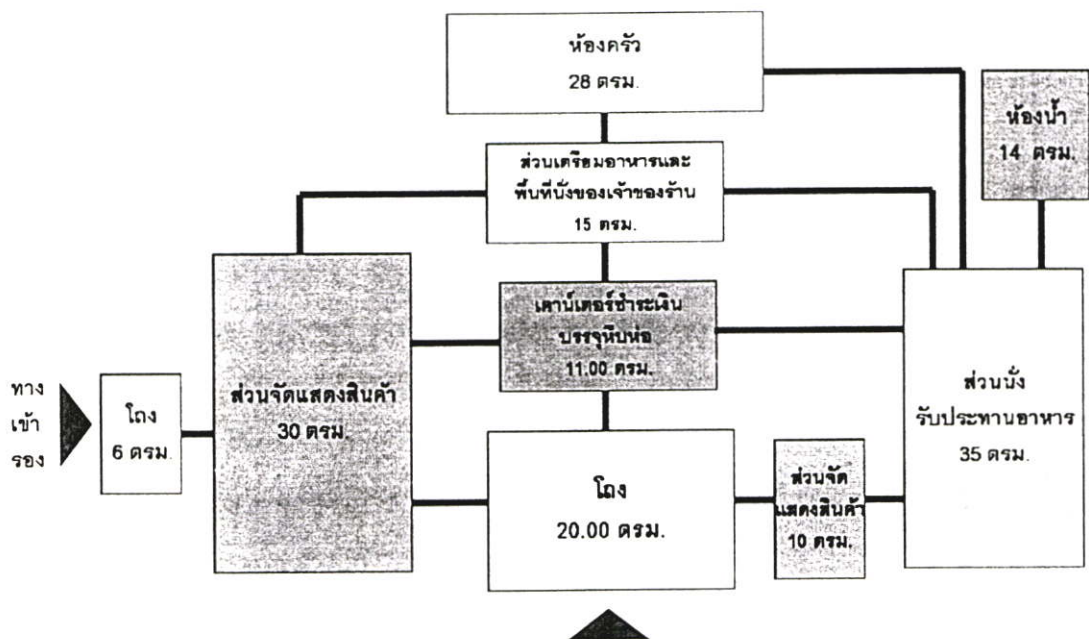 ห้องครัว
28 ตรม.
ห้องน้ำ
14 ตรม.
ส่วนเตรียมอาหารและ
พื้นที่นั่งของเจ้าของร้าน
15 ตรม.
เคาน์เตอร์ชำระเงิน
บรรจุหีบห่อ
11.00 ตรม.
ทาง
เข้า
รอง
โถง
6 ตรม.
ส่วนจัดแสดงสินค้า
30 ตรม.
โถง
20.00 ตรม.
ส่วนจัด
แสดงสินค้า
10 ตรม.
ส่วนนั่ง
รับประทานอาหาร
35 ตรม.